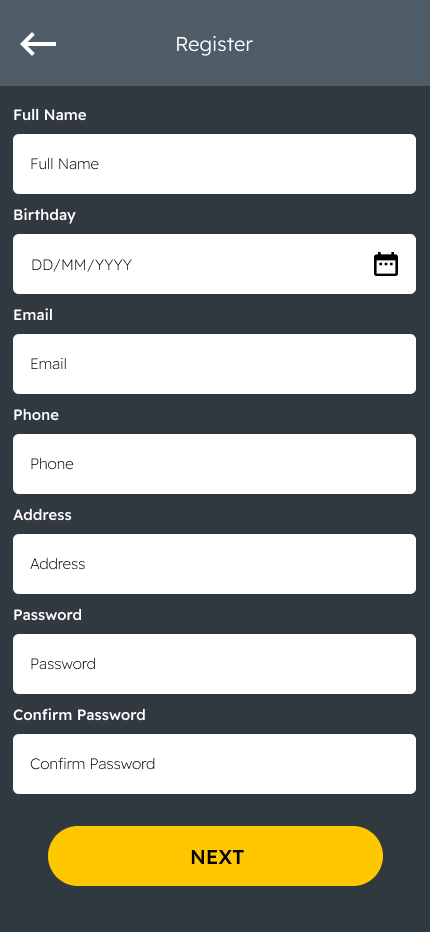 Register
Full Name
Full Name
Birthday
DD/MM/YYYY
Email
Email
Phone
Phone
Address
Address
Password
Password
Confirm Password
Confirm Password
NEXT